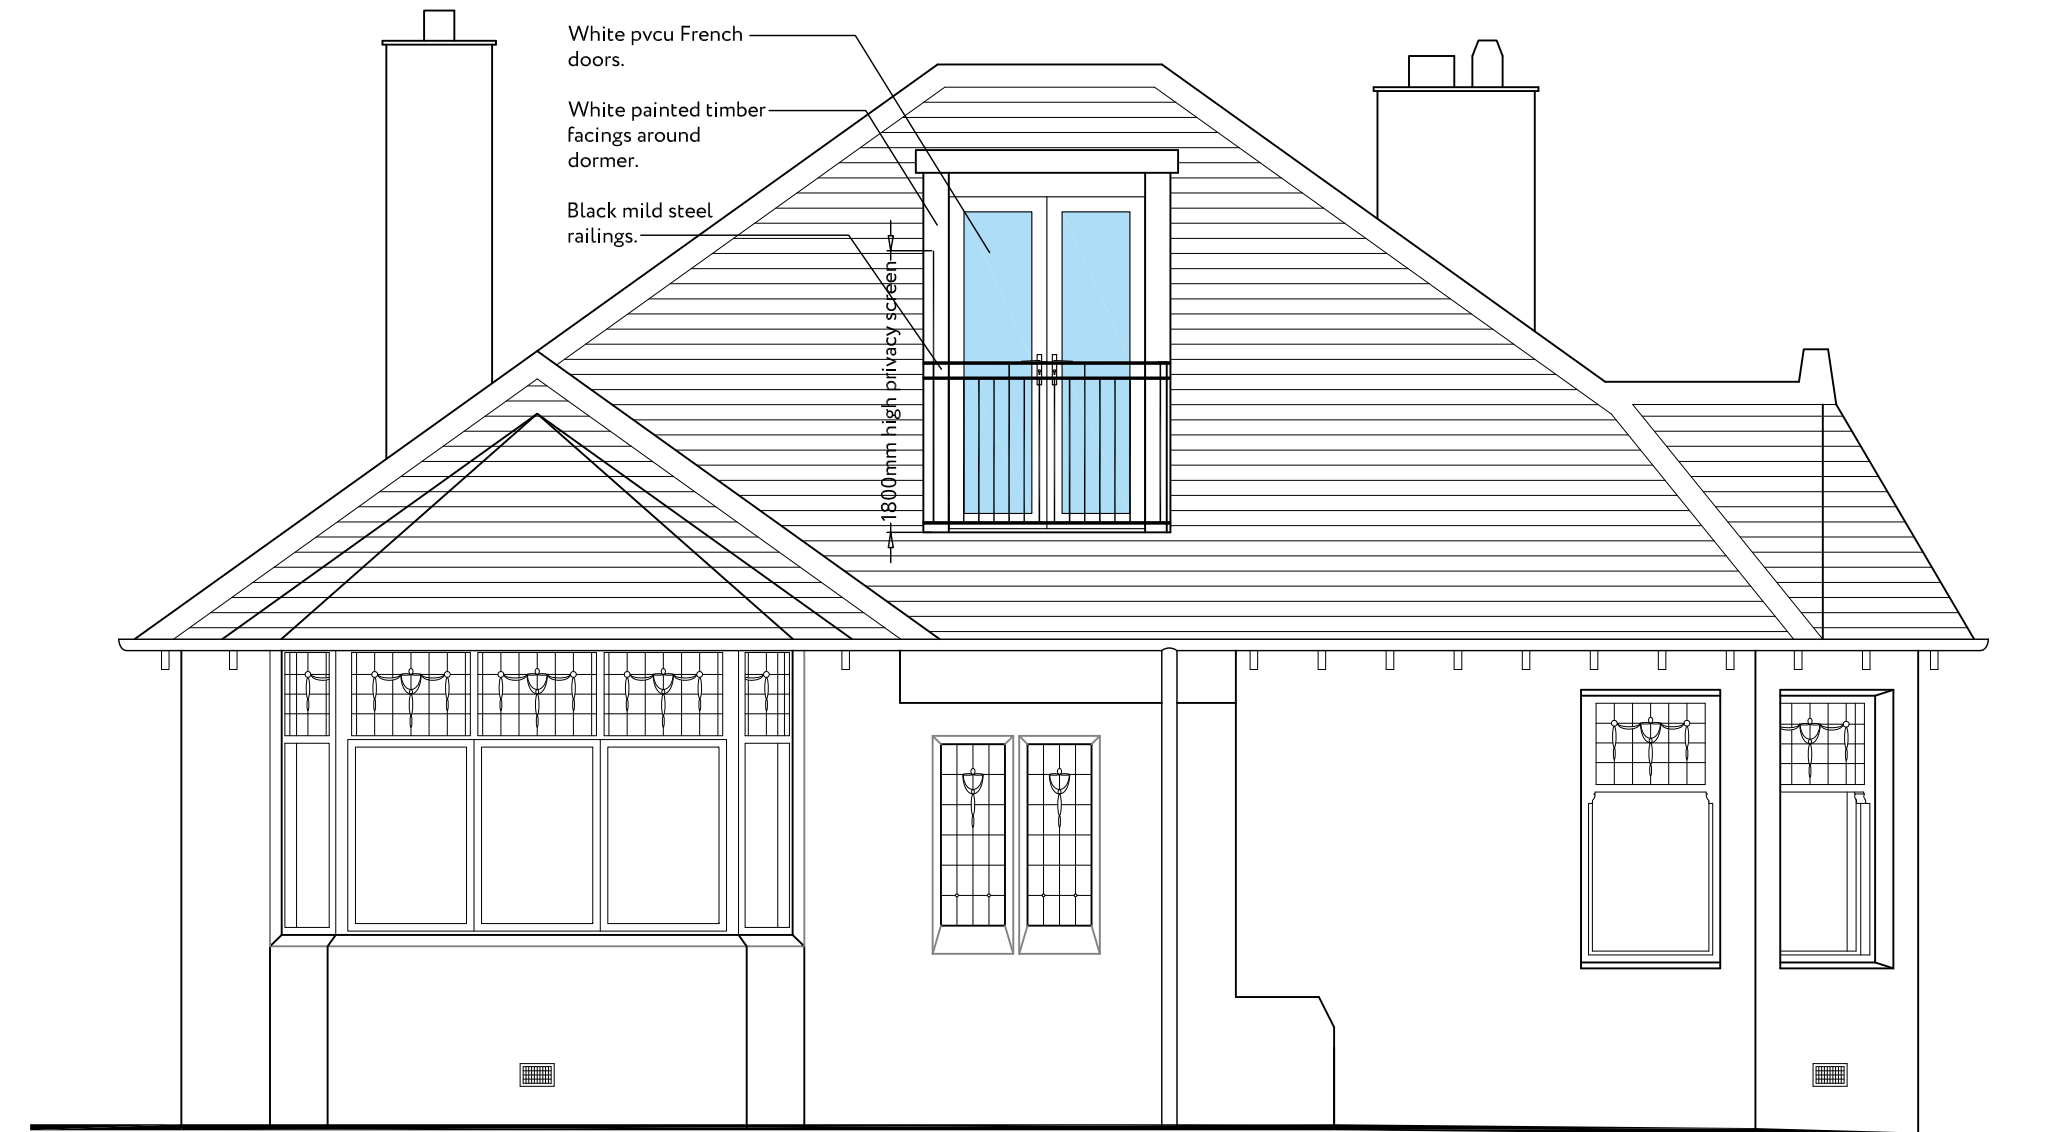 White pvcu French
doors.
White painted timber
facings around
dormer.
Black mild steel
railings.
1800mm high privacy screen